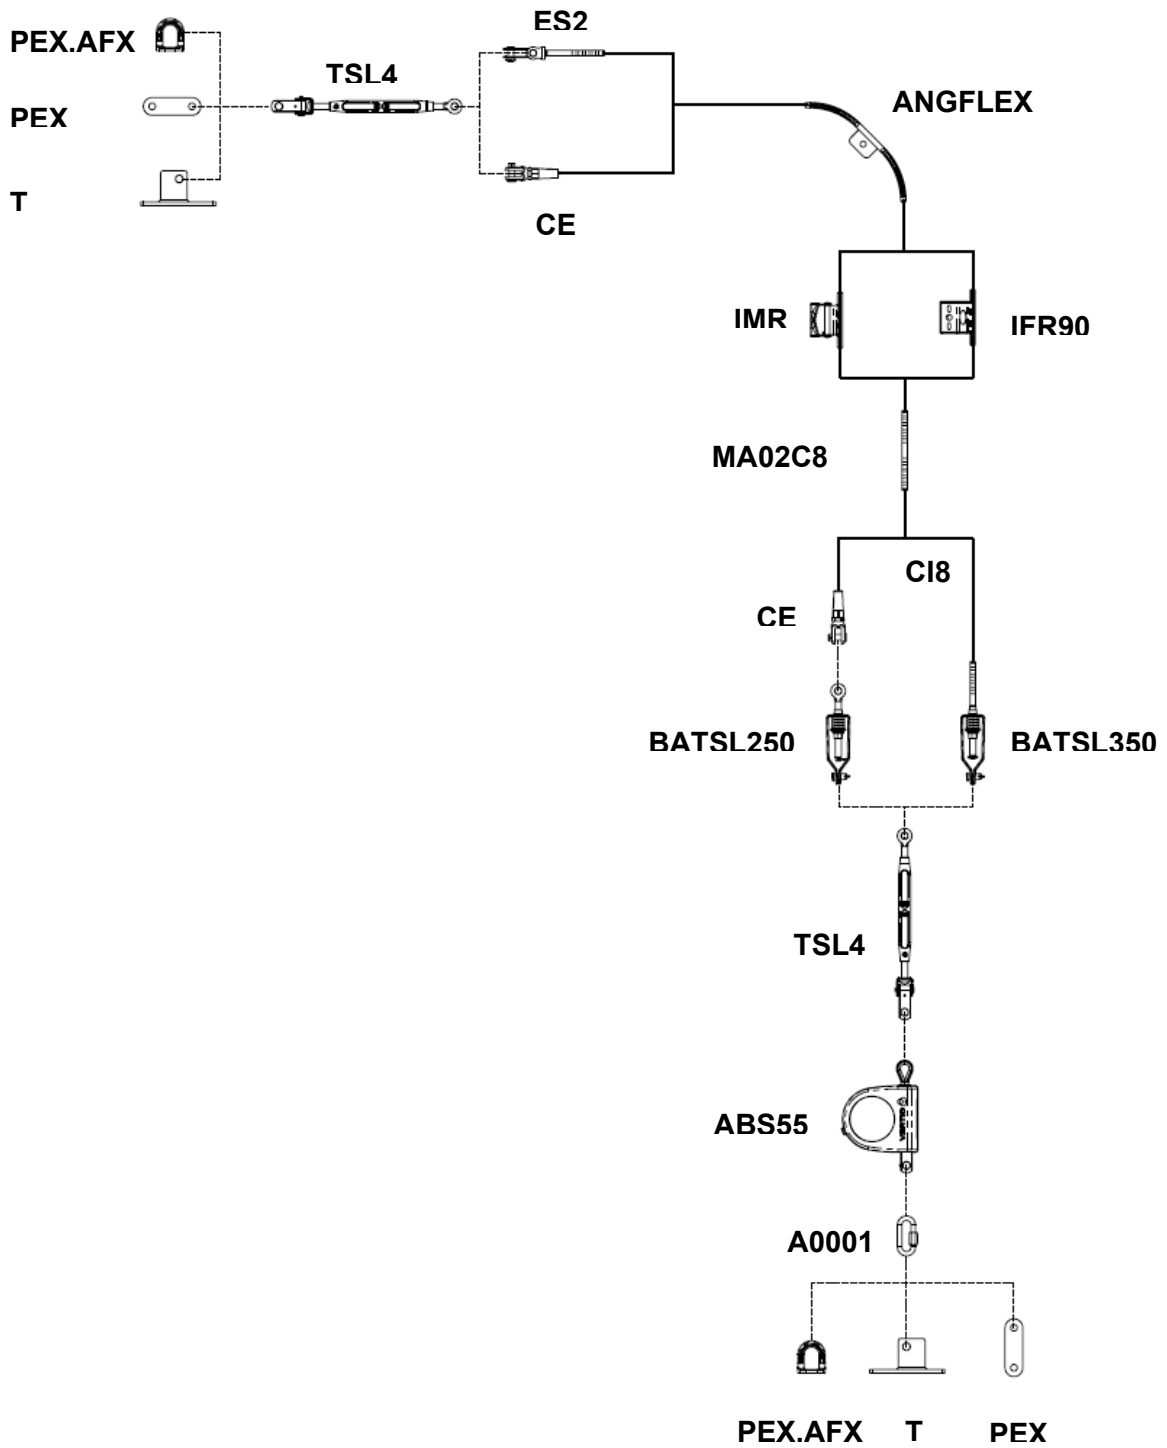 ES2
PEX.AFX
TSL4
PEX
ANGFLEX
T
CE
IMR
IFR90
MA02C8
CI8
CE
BATSL250
BATSL350
TSL4
ABS55
VERTIC
A0001
PEX.AFX
T
PEX